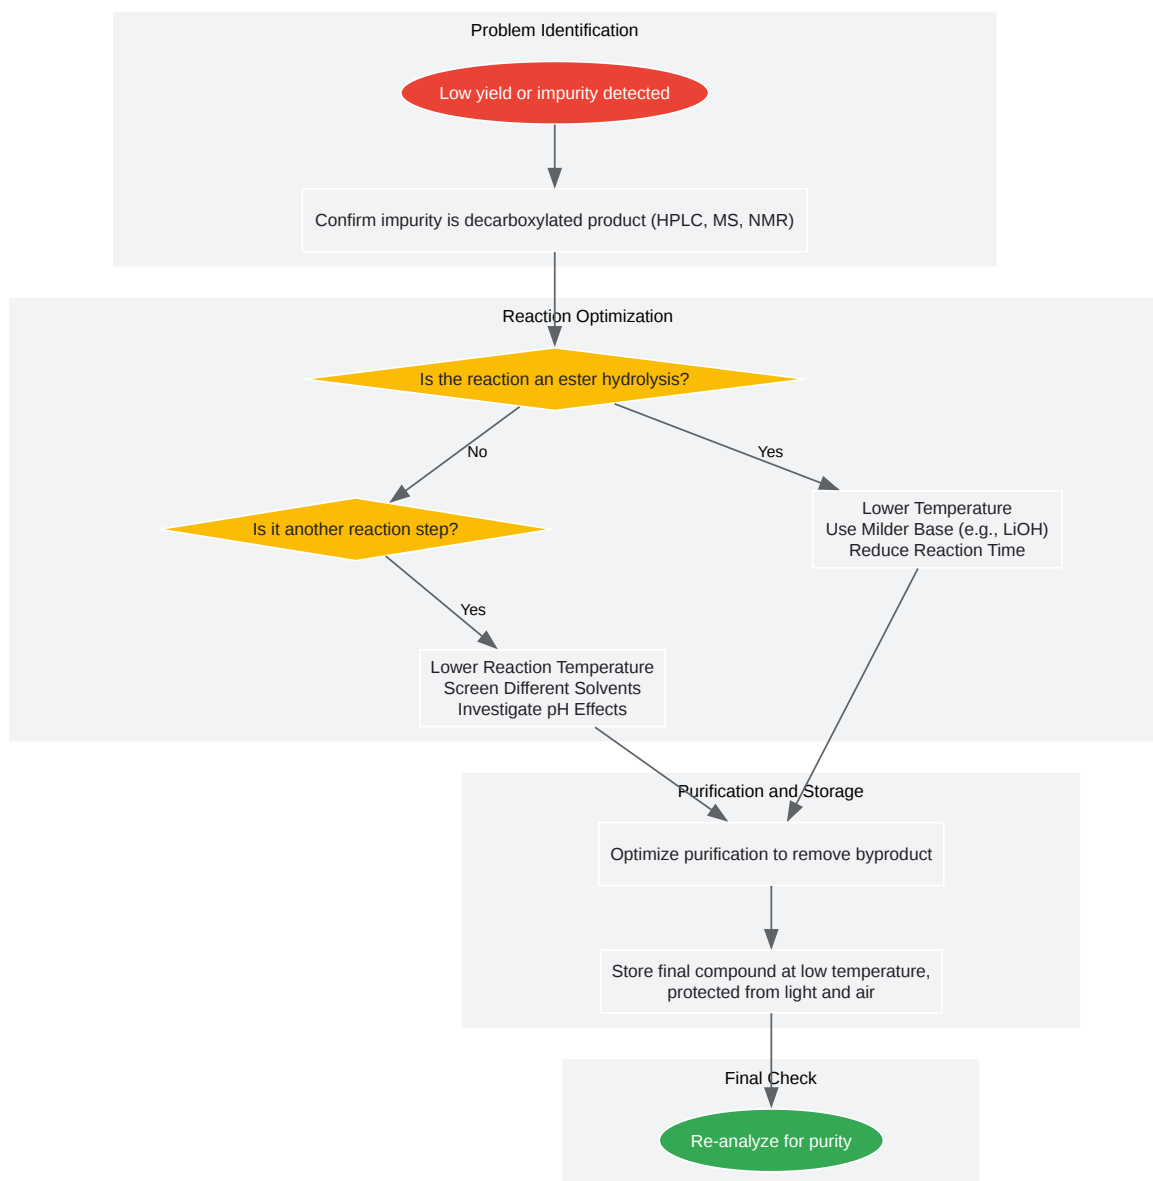 Problem Identification
Low yield or impurity detected
Confirm impurity is decarboxylated product (HPLC, MS, NMR)
Reaction Optimization
Is the reaction an ester hydrolysis?
No
Yes
Is it another reaction step?
Lower Temperature
Use Milder Base (e.g., LiOH)
Reduce Reaction Time
Yes
Lower Reaction Temperature
Screen Different Solvents
Investigate pH Effects
Purification and Storage
Optimize purification to remove byproduct
Store final compound at low temperature,
protected from light and air
Final Check
Re-analyze for purity